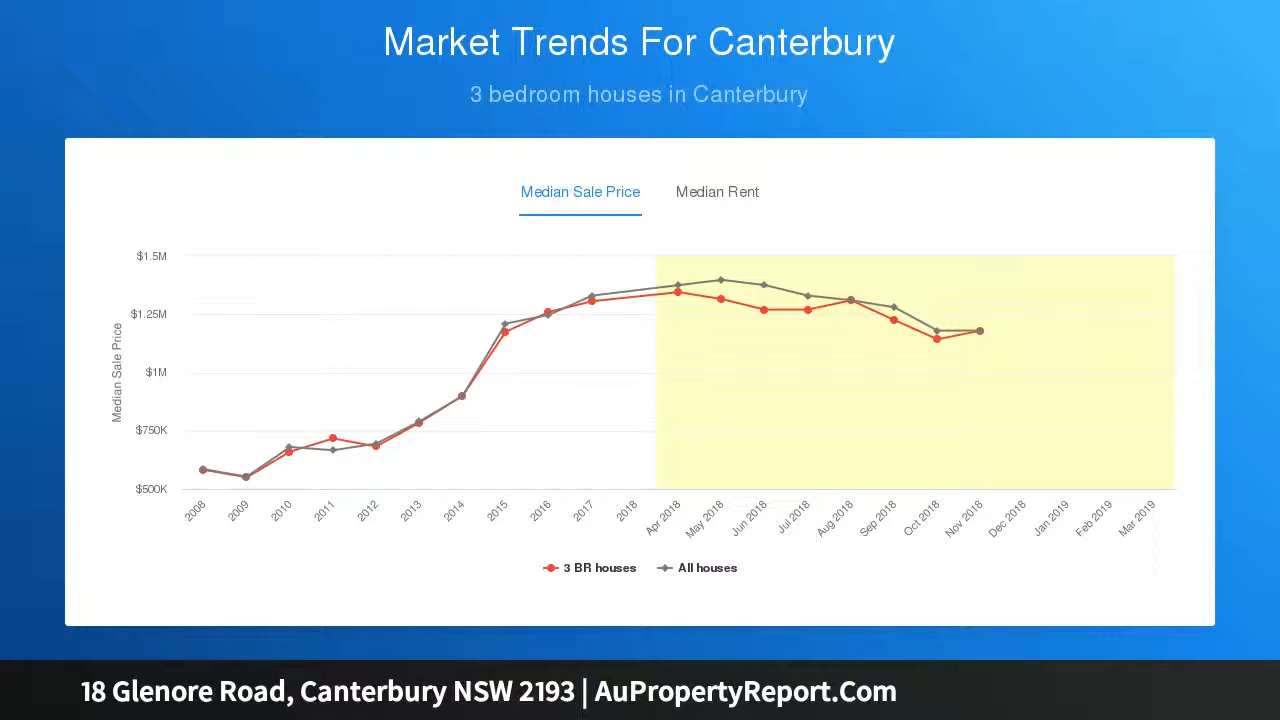 Market Trends For Canterbury
3 bedroom houses in Canterbury
Median Sale Price Median Rent
$1.5M
$1.25M
$1M
$750K
$500K
Median Sale Price
2008 2009 2010 2011 2012 2013 2014 2015 2016 2017 2018 Apr 2018 May 2018 Jun 2018 Jul 2018 Aug 2018 Sep 2018 Oct 2018 Nov 2018 Dec 2018 Jan 2019 Feb 2019 Mar 2019
3 BR houses All houses
18 Glenore Road, Canterbury NSW 2193 | AuPropertyReport.Com